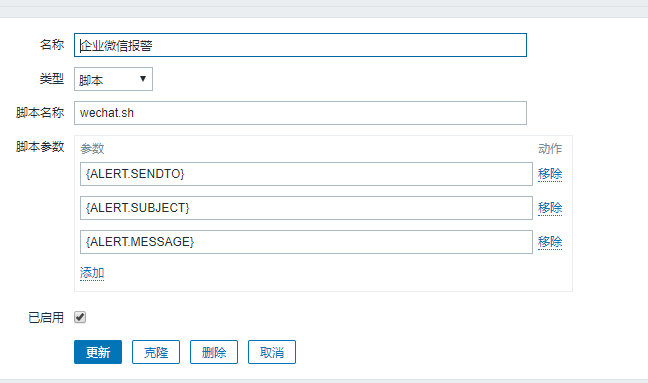 名称 企业微信报警
类型 脚本
脚本名称 wechat.sh
脚本参数 参数 动作
{ALERT.SENDTO} 移除
{ALERT.SUBJECT} 移除
{ALERT.MESSAGE} 移除
添加
已启用
更新 克隆 删除 取消